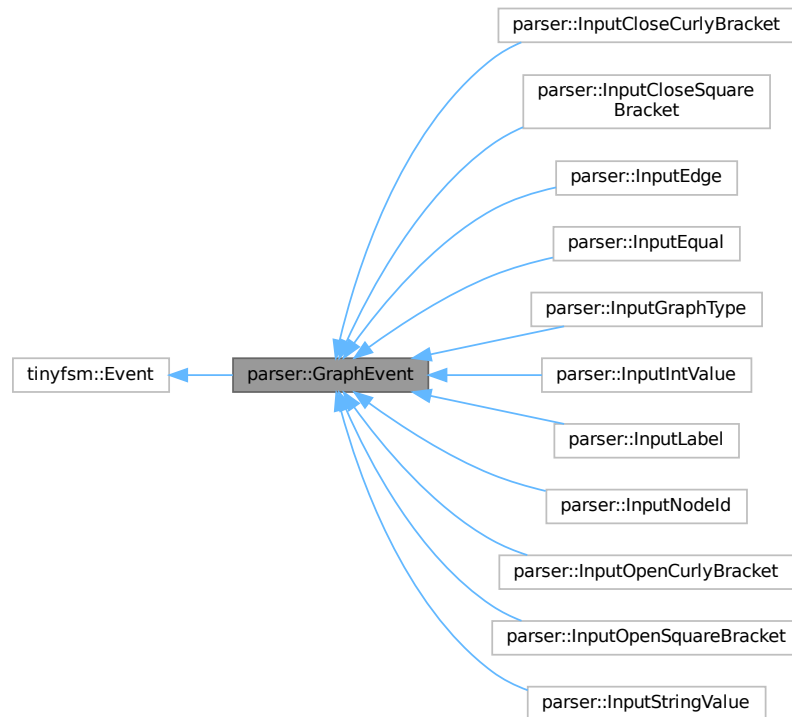 parser::InputCloseCurlyBracket
parser::InputCloseSquare
Bracket
parser::InputEdge
parser::InputEqual
parser::InputGraphType
tinyfsm::Event
parser::GraphEvent
parser::InputIntValue
parser::InputLabel
parser::InputNodeId
parser::InputOpenCurlyBracket
parser::InputOpenSquareBracket
parser::InputStringValue